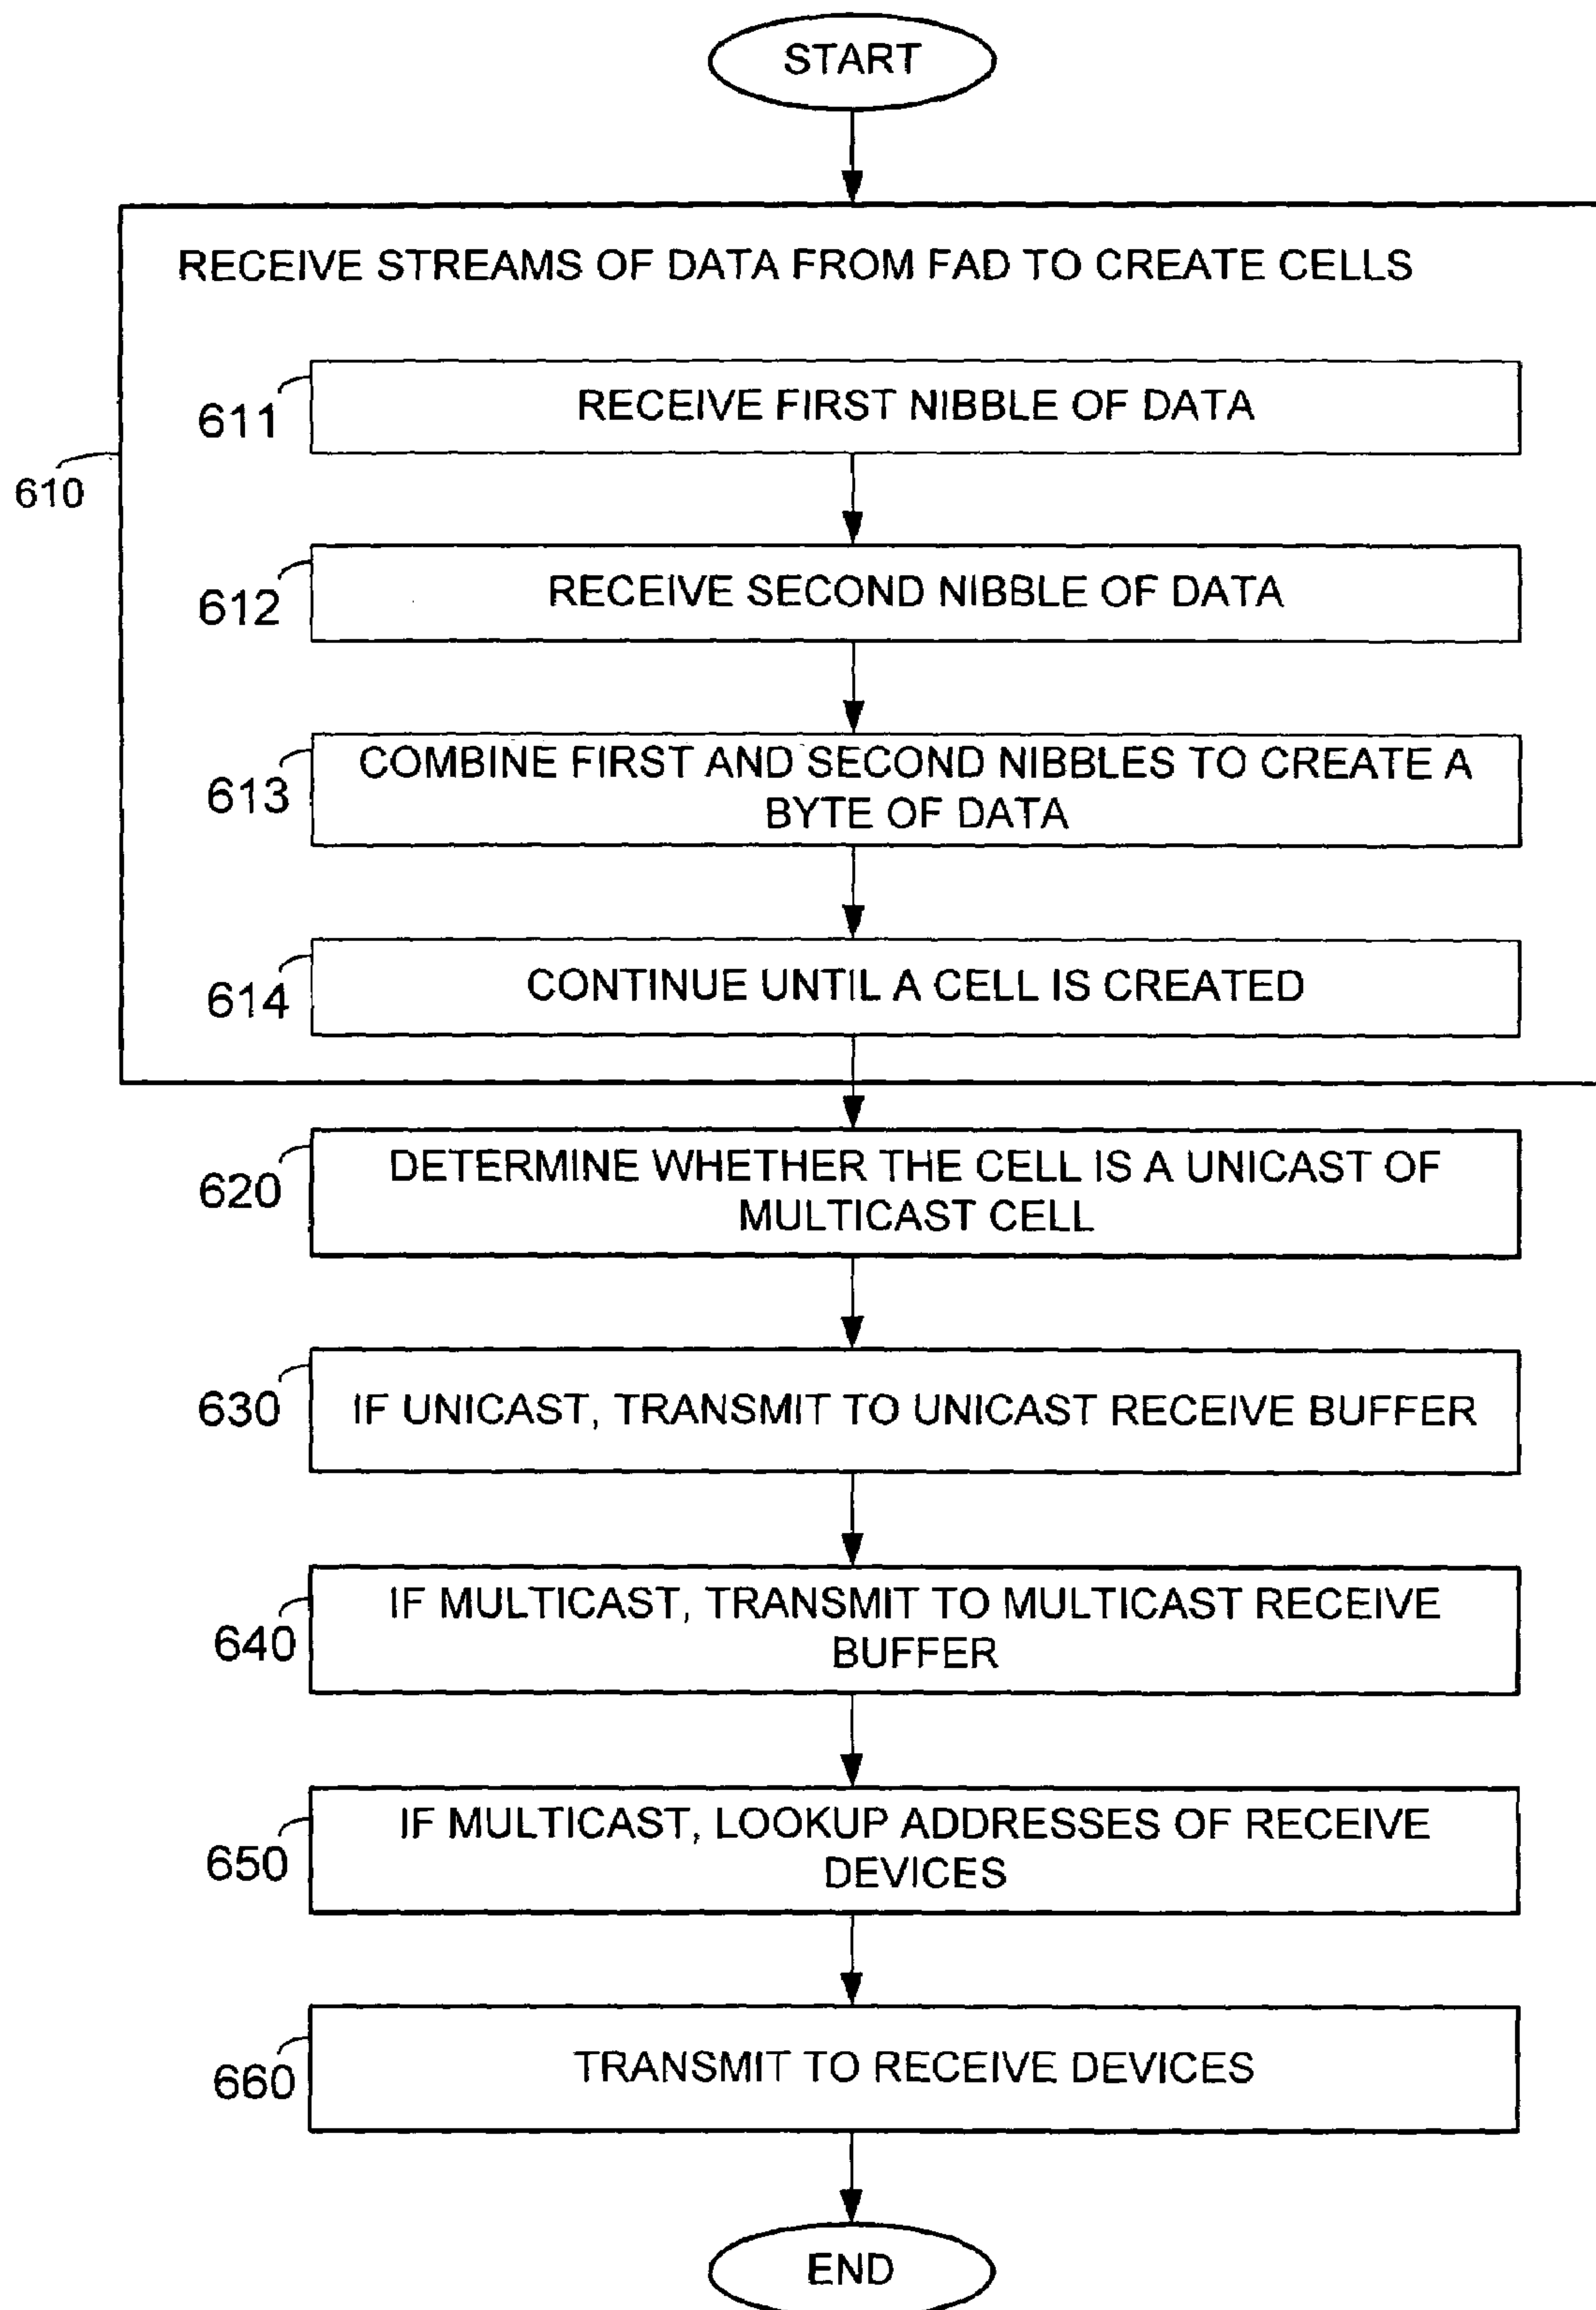 START
RECEIVE STREAMS OF DATA FROM FAD TO CREATE CELLS
611
RECEIVE FIRST NIBBLE OF DATA
610
612
RECEIVE SECOND NIBBLE OF DATA
613
COMBINE FIRST AND SECOND NIBBLES TO CREATE A
BYTE OF DATA
614
CONTINUE UNTIL A CELL IS CREATED
620
DETERMINE WHETHER THE CELL IS A UNICAST OF
MULTICAST CELL
630
IF UNICAST, TRANSMIT TO UNICAST RECEIVE BUFFER
640
IF MULTICAST, TRANSMIT TO MULTICAST RECEIVE
BUFFER
650
IF MULTICAST, LOOKUP ADDRESSES OF RECEIVE
DEVICES
660
TRANSMIT TO RECEIVE DEVICES
END